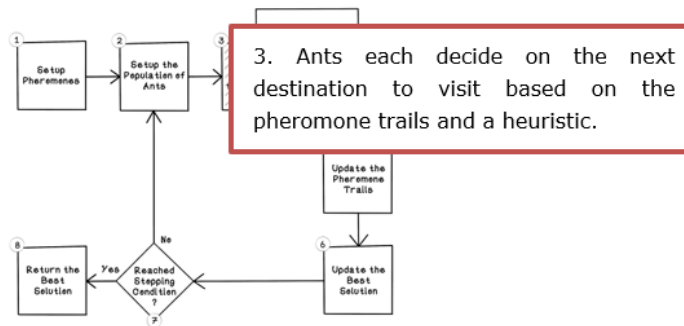 1
Setup
Pheromones
2
Setup the
Population of
Ants
3
3. Ants each decide on the next
destination to visit based on the
pheromone trails and a heuristic.
Update the
Pheromone
Trails
6
Update the
Best
Solution
No
Reached
Stopping
Condition
?
7
Yes
8
Return the
Best
Solution